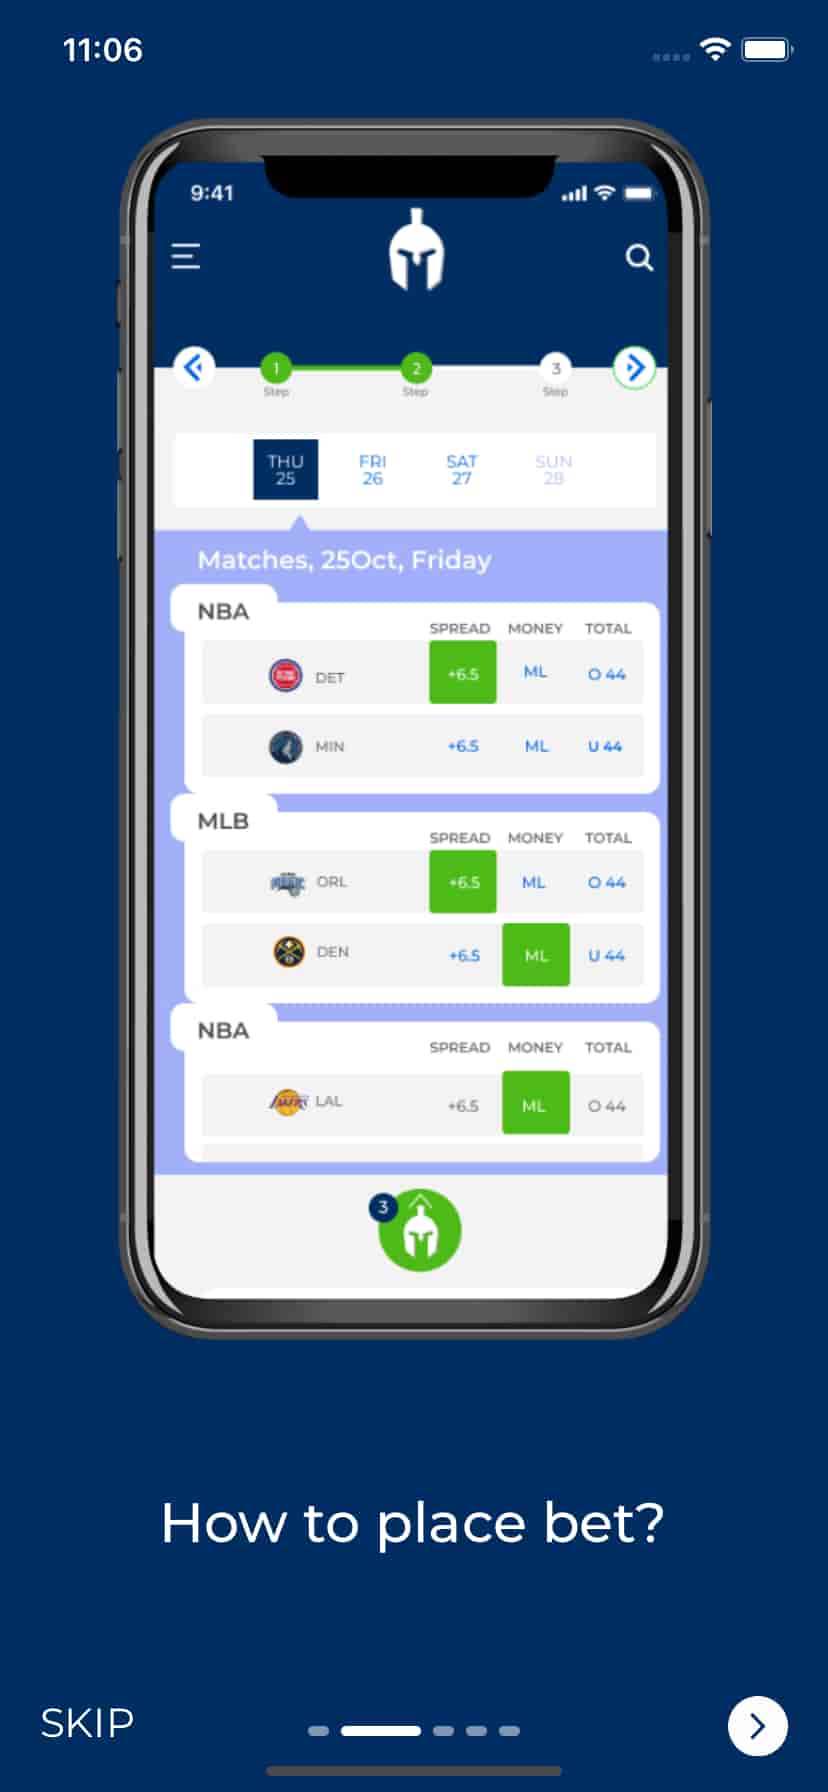 11:06
9:41
1 2 3
Step Step Step
THU FRI SAT SUN
25 26 27 28
Matches, 25Oct, Friday
NBA
SPREAD MONEY TOTAL
DET +6.5 ML O 44
MIN +6.5 ML U 44
MLB
SPREAD MONEY TOTAL
ORL +6.5 ML O 44
DEN +6.5 ML U 44
NBA
SPREAD MONEY TOTAL
LAKERS LAL +6.5 ML O 44
3
How to place bet?
SKIP